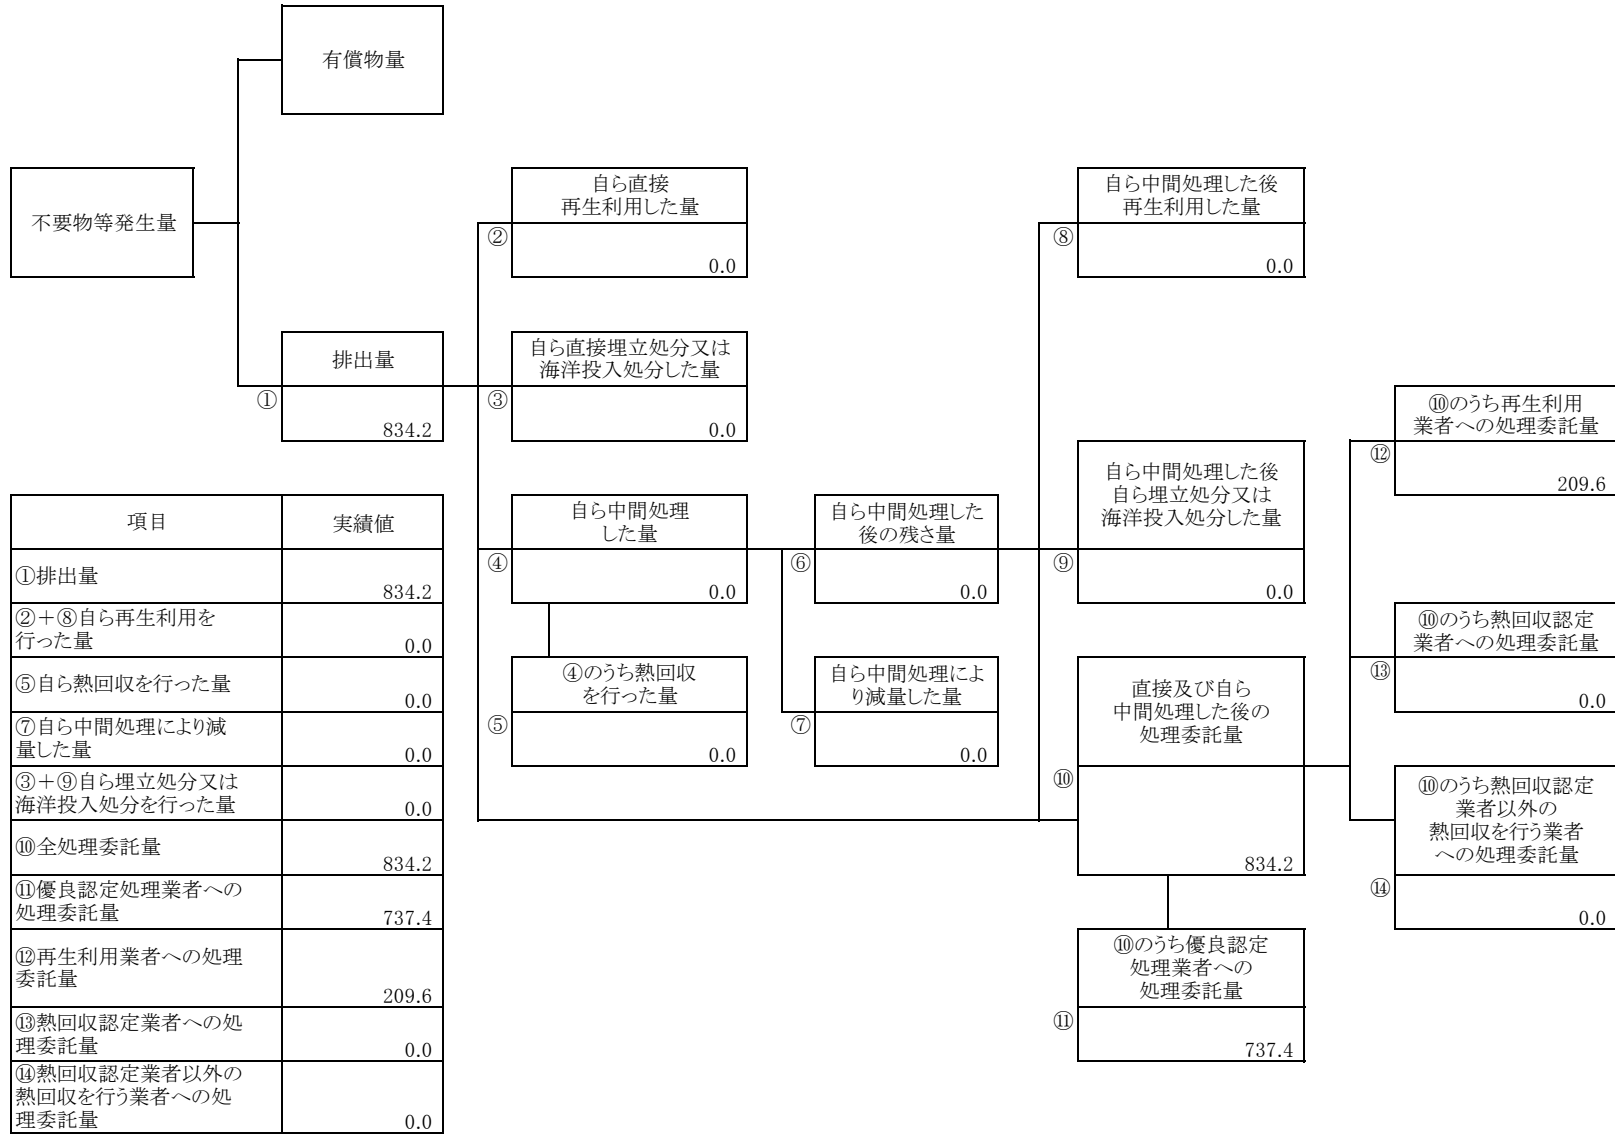 有償物量
不要物等発生量
自ら直接
再生利用した量
②
0.0
自ら中間処理した後
再生利用した量
⑧
0.0
排出量
①
834.2
自ら直接埋立処分又は
海洋投入処分した量
③
0.0
⑩のうち再生利用
業者への処理委託量
⑫
209.6
自ら中間処理
した量
④
0.0
自ら中間処理した
後の残さ量
⑥
0.0
自ら中間処理した後
自ら埋立処分又は
海洋投入処分した量
⑨
0.0
⑩のうち熱回収認定
業者への処理委託量
⑬
0.0
④のうち熱回収
を行った量
⑤
0.0
自ら中間処理によ
り減量した量
⑦
0.0
直接及び自ら
中間処理した後の
処理委託量
⑩
834.2
⑩のうち熱回収認定
業者以外の
熱回収を行う業者
への処理委託量
⑭
0.0
⑩のうち優良認定
処理業者への
処理委託量
⑪
737.4
項目
実績値
①排出量
834.2
②+⑧自ら再生利用を
行った量
0.0
⑤自ら熱回収を行った量
0.0
⑦自ら中間処理により減
量した量
0.0
③+⑨自ら埋立処分又は
海洋投入処分を行った量
0.0
⑩全処理委託量
834.2
⑪優良認定処理業者への
処理委託量
737.4
⑫再生利用業者への処理
委託量
209.6
⑬熱回収認定業者への処
理委託量
0.0
⑭熱回収認定業者以外の
熱回収を行う業者への処
理委託量
0.0